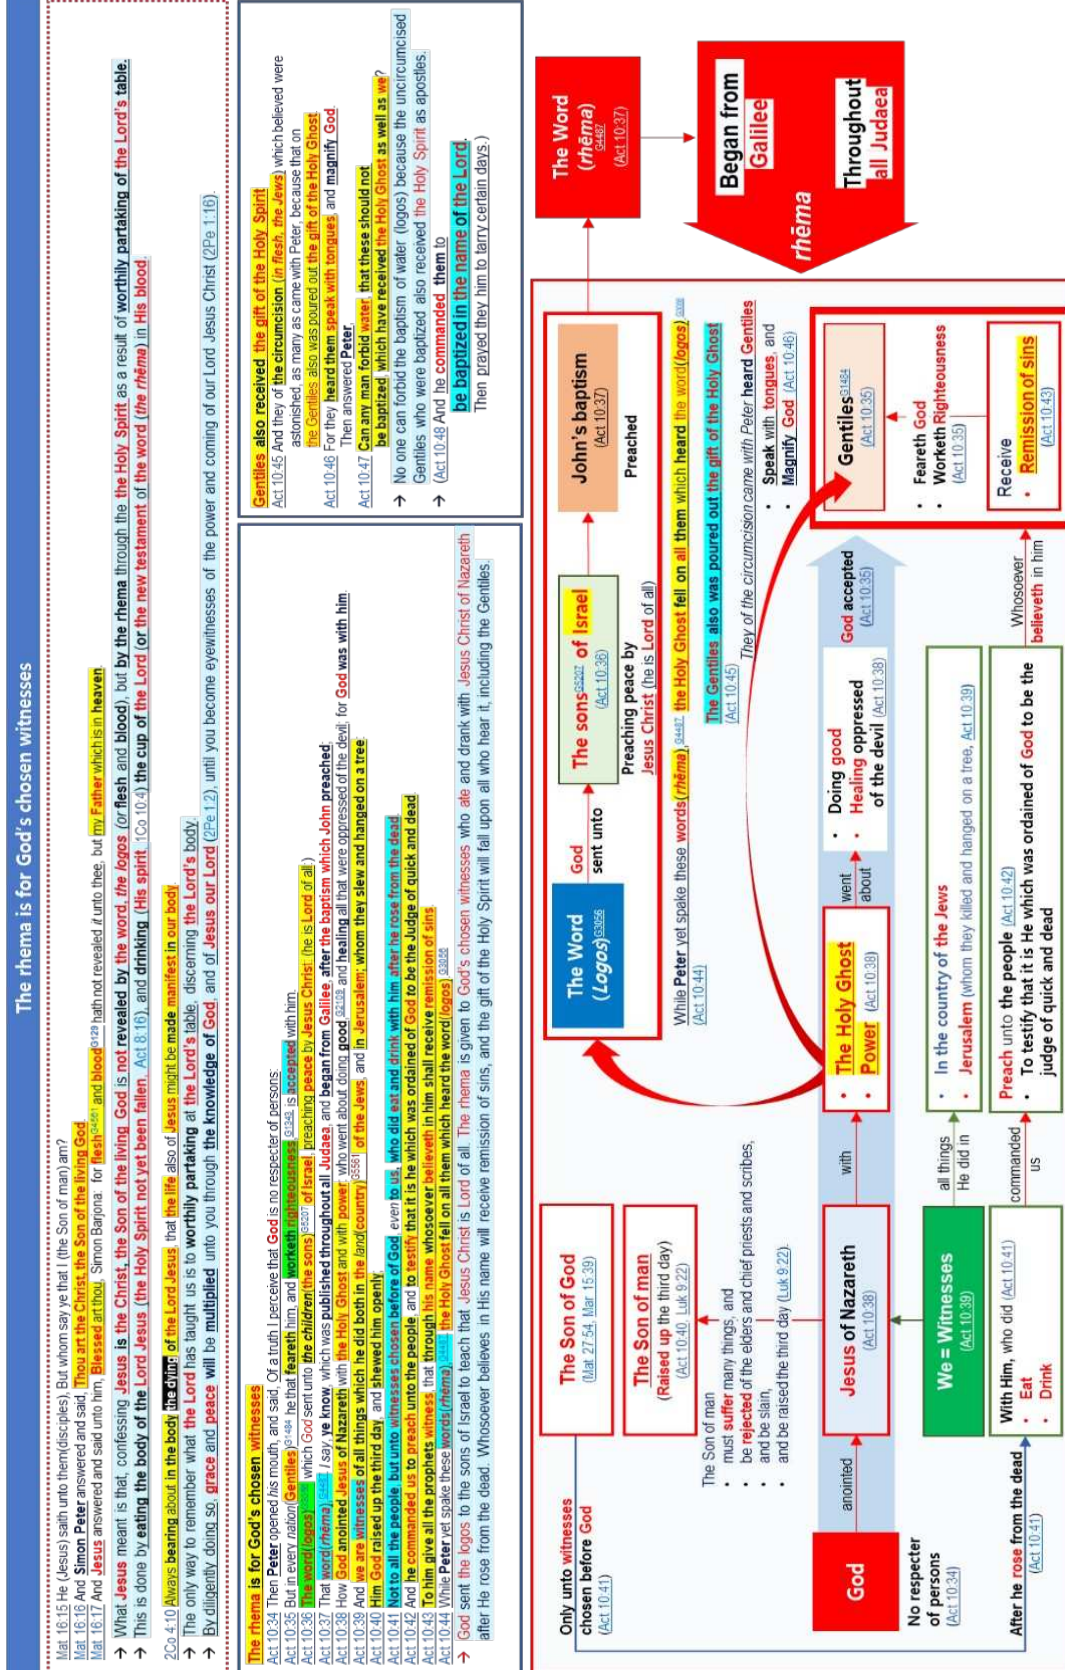 The rhema is for God's chosen witnesses
Mat 16:15 He (Jesus) saith unto them(disciples), But whom say ye that I (the Son of man) am?
Mat 16:16 And Simon Peter answered and said, Thou art the Christ, the Son of the living God.
Mat 16:17 And Jesus answered and said unto him, Blessed art thou, Simon Barjona: for flesh G4561 and blood G129 hath not revealed it unto thee, but my Father which is in heaven.
→ What Jesus meant is that, confessing Jesus is the Christ, the Son of the living God is not revealed by the word, the logos (or flesh and blood), but by the rhema through the Holy Spirit as a result of worthily partaking of the Lord's table.
→ This is done by eating the body of the Lord Jesus (the Holy Spirit not yet been fallen, Act 8:16), and drinking (His spirit, 1Co 10:4) the cup of the Lord (or the new testament of the word (the rhēma) in His blood.
2Co 4:10 Always bearing about in the body the dying of the Lord Jesus, that the life also of Jesus might be made manifest in our body.
→ The only way to remember what the Lord has taught us is to worthily partaking at the Lord's table, discerning the Lord's body.
→ By diligently doing so, grace and peace will be multiplied unto you through the knowledge of God, and of Jesus our Lord (2Pe 1:2), until you become eyewitnesses of the power and coming of our Lord Jesus Christ (2Pe 1:16).
The rhema is for God's chosen witnesses
Act 10:34 Then Peter opened his mouth, and said, Of a truth I perceive that God is no respecter of persons:
Act 10:35 But in every nation(Gentiles) G1484 he that feareth him, and worketh righteousness, G1343 is accepted with him.
Act 10:36 The word(logos) G3056 which God sent unto the children(the sons) G5207 of Israel, preaching peace by Jesus Christ: (he is Lord of all:)
Act 10:37 That word(rhēma), G4487 I say, ye know, which was published throughout all Judaea, and began from Galilee, after the baptism which John preached;
Act 10:38 How God anointed Jesus of Nazareth with the Holy Ghost and with power: who went about doing good, G2109 and healing all that were oppressed of the devil; for God was with him.
Act 10:39 And we are witnesses of all things which he did both in the land(country) G5561 of the Jews, and in Jerusalem; whom they slew and hanged on a tree:
Act 10:40 Him God raised up the third day, and shewed him openly;
Act 10:41 Not to all the people, but unto witnesses chosen before of God, even to us, who did eat and drink with him after he rose from the dead.
Act 10:42 And he commanded us to preach unto the people, and to testify that it is he which was ordained of God to be the Judge of quick and dead.
Act 10:43 To him give all the prophets witness, that through his name whosoever believeth in him shall receive remission of sins.
Act 10:44 While Peter yet spake these words(rhēma), G4487 the Holy Ghost fell on all them which heard the word(logos). G3056
→ God sent the logos to the sons of Israel to teach that Jesus Christ is Lord of all. The rhema is given to God's chosen witnesses who ate and drank with Jesus Christ of Nazareth
after He rose from the dead. Whosoever believes in His name will receive remission of sins, and the gift of the Holy Spirit will fall upon all who hear it, including the Gentiles.
Gentiles also received the gift of the Holy Spirit
Act 10:45 And they of the circumcision (in flesh, the Jews) which believed were
astonished, as many as came with Peter, because that on
the Gentiles also was poured out the gift of the Holy Ghost.
Act 10:46 For they heard them speak with tongues, and magnify God.
Then answered Peter,
Act 10:47 Can any man forbid water, that these should not
be baptized, which have received the Holy Ghost as well as we?
→ No one can forbid the baptism of water (logos) because the uncircumcised
Gentiles who were baptized also received the Holy Spirit as apostles.
→ (Act 10:48 And he commanded them to
be baptized in the name of the Lord.
Then prayed they him to tarry certain days.)
Only unto witnesses
chosen before God
(Act 10:41)
The Son of God
(Mat 27:54, Mar 15:39)
The Son of man
(Raised up the third day)
(Act 10:40, Luk 9:22)
The Son of man
• must suffer many things, and
• be rejected of the elders and chief priests and scribes,
• and be slain,
• and be raised the third day (Luk 9:22).
The Word
(Logos) G3056
God
sent unto
The sons G5207 of Israel
(Act 10:36)
Preaching peace by
Jesus Christ (he is Lord of all)
John's baptism
(Act 10:37)
Preached
The Word
(rhēma)
G4487
(Act 10:37)
Began from
Galilee
Throughout
all Judaea
rhēma
While Peter yet spake these words(rhēma), G4487 the Holy Ghost fell on all them which heard the word(logos). G3056
(Act 10:44)
The Gentiles also was poured out the gift of the Holy Ghost
(Act 10:45)
They of the circumcision came with Peter heard Gentiles
• Speak with tongues, and
• Magnify God (Act 10:46)
God
No respecter
of persons
(Act 10:34)
anointed
Jesus of Nazareth
(Act 10:38)
with
• The Holy Ghost
• Power (Act 10:38)
went
about
• Doing good
• Healing oppressed
of the devil (Act 10:38)
God accepted
(Act 10:35)
Gentiles G1484
(Act 10:35)
• Feareth God
• Worketh Righteousness
(Act 10:35)
Receive
• Remission of sins
(Act 10:43)
We = Witnesses
(Act 10:39)
all things
He did in
• In the country of the Jews
• Jerusalem (whom they killed and hanged on a tree, Act 10:39)
After he rose from the dead
(Act 10:41)
With Him, who did (Act 10:41)
• Eat
• Drink
commanded
us
Preach unto the people (Act 10:42)
• To testify that it is He which was ordained of God to be the
judge of quick and dead
Whosoever
believeth in him